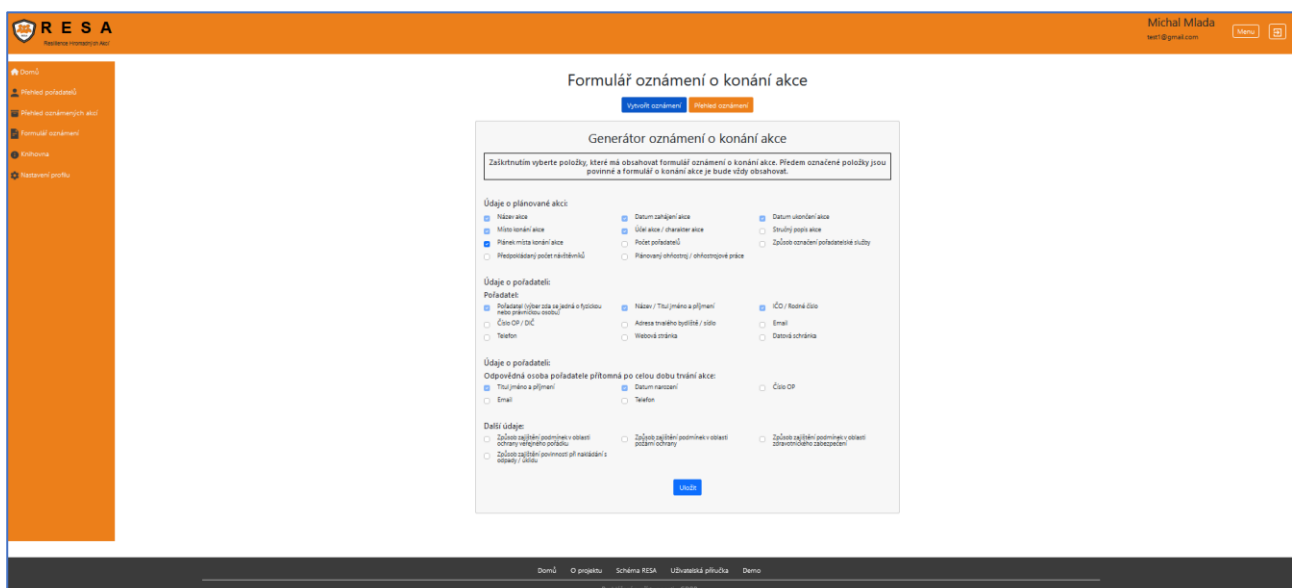 R E S A
Resilience Hromadných Akcí
Michal Mlada
test1@gmail.com
Menu
Domů
Přehled pořadatelů
Přehled oznámených akcí
Formulář oznámení
Knihovna
Nastavení profilu
Formulář oznámení o konání akce
Vytvořit oznámení Přehled oznámení
Generátor oznámení o konání akce
Zaškrtnutím vyberte položky, které má obsahovat formulář oznámení o konání akce. Předem označené položky jsou
povinné a formulář o konání akce je bude vždy obsahovat.
Údaje o plánované akci:
Název akce Datum zahájení akce Datum ukončení akce
Místo konání akce Účel akce / charakter akce Stručný popis akce
Plánek místa konání akce Počet pořadatelů Způsob označení pořadatelské služby
Předpokládaný počet návštěvníků Plánovaný ohňostroj / ohňostrojové práce
Údaje o pořadateli:
Pořadatel:
Pořadatel (výběr zda se jedná o fyzickou
nebo právnickou osobu) Název / Titul jméno a příjmení IČO / Rodné číslo
Číslo OP / DIČ Adresa trvalého bydliště / sídlo Email
Telefon Webová stránka Datová schránka
Údaje o pořadateli:
Odpovědná osoba pořadatele přítomná po celou dobu trvání akce:
Titul jméno a příjmení Datum narození Číslo OP
Email Telefon
Další údaje:
Způsob zajištění podmínek v oblasti
ochrany veřejného pořádku
Způsob zajištění podmínek v oblasti
požární ochrany
Způsob zajištění podmínek v oblasti
zdravotnického zabezpečení
Způsob zajištění povinností při nakládání s
odpady / úklidu
Uložit
Domů O projektu Schéma RESA Uživatelská příručka Demo